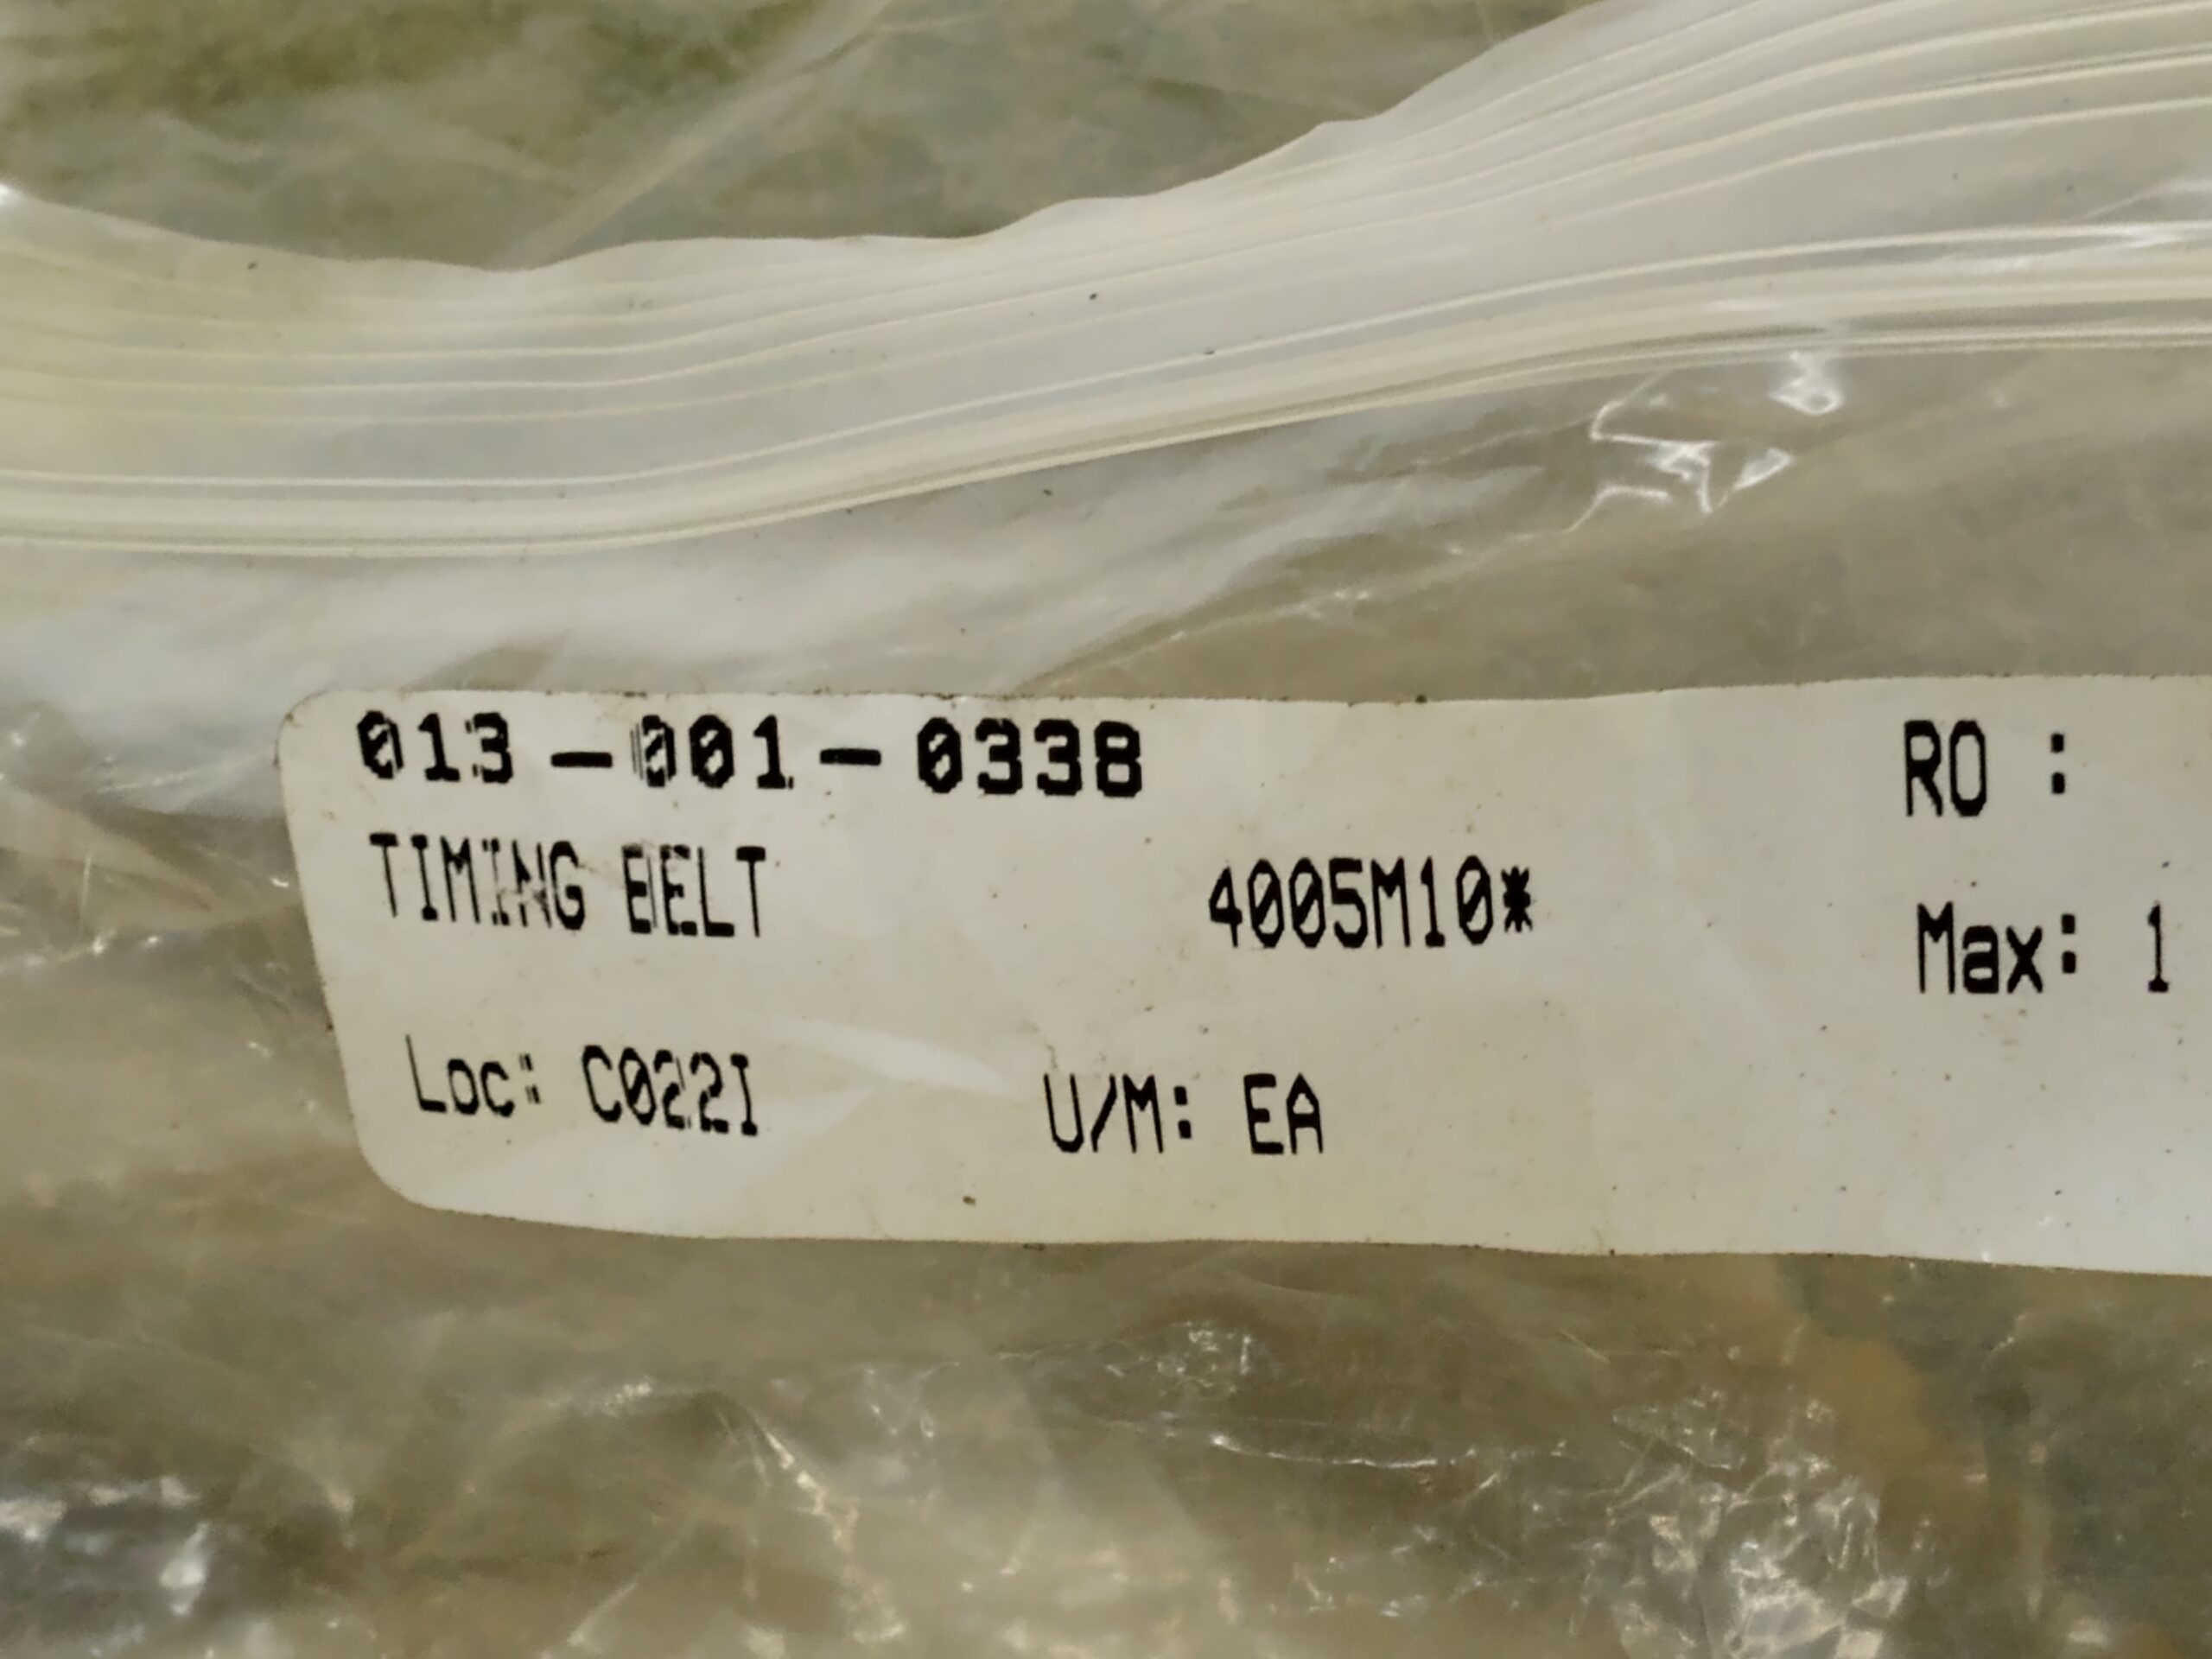 013-001-0338 RO :
TIMING BELT 4005M10* Max: 1
Loc: C022I U/M: EA